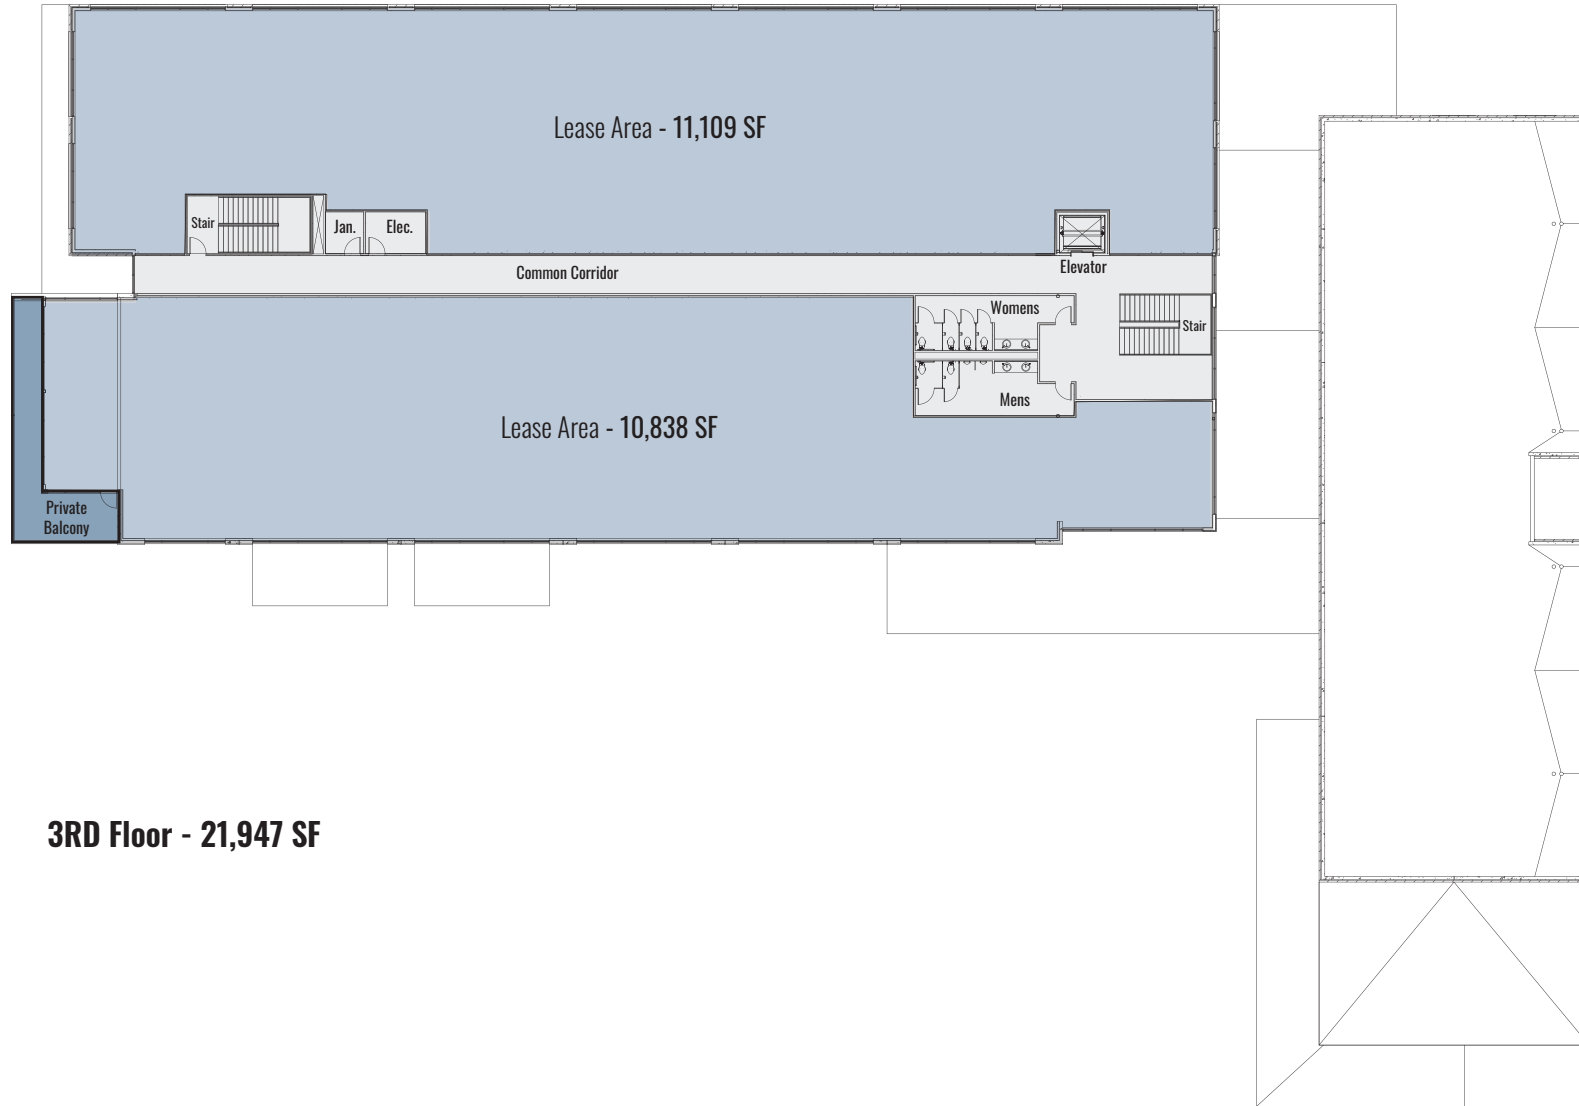 Lease Area - 11,109 SF
Stair
Jan.
Elec.
Common Corridor
Elevator
Womens
Stair
Mens
Lease Area - 10,838 SF
Private
Balcony
3RD Floor - 21,947 SF